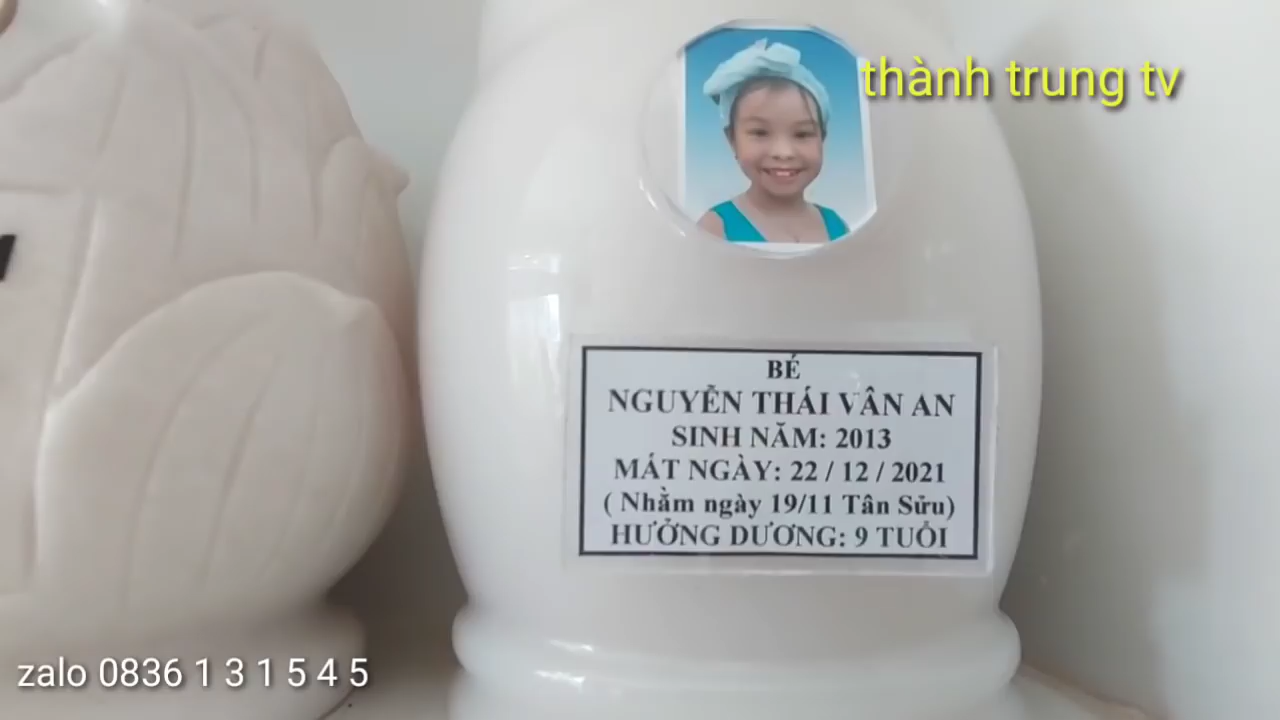 thành trung tv
BÉ
NGUYỄN THÁI VÂN AN
SINH NĂM: 2013
MẤT NGÀY: 22 / 12 / 2021
( Nhằm ngày 19/11 Tân Sửu)
HƯỞNG DƯƠNG: 9 TUỔI
zalo 0836 1 3 1 5 4 5